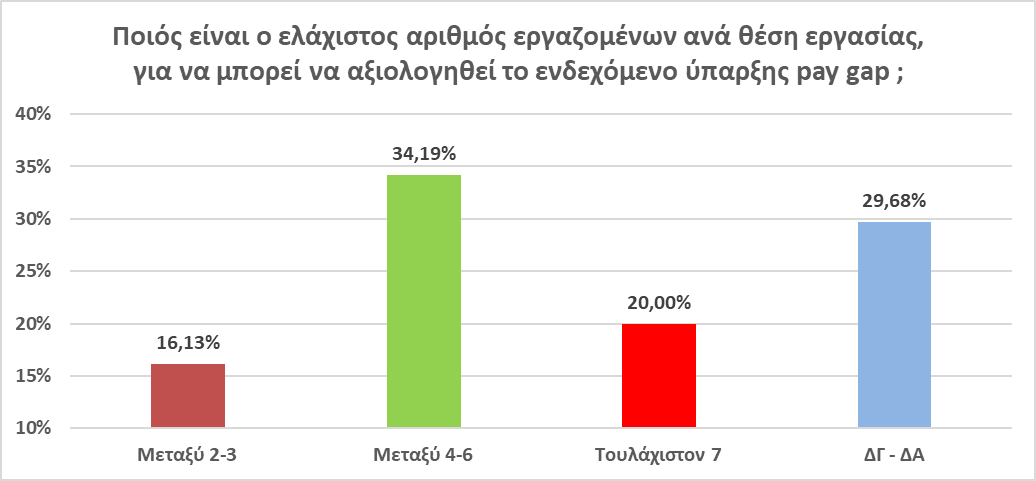 Ποιός είναι ο ελάχιστος αριθμός εργαζομένων ανά θέση εργασίας,
για να μπορεί να αξιολογηθεί το ενδεχόμενο ύπαρξης pay gap ;
40%
35%
30%
25%
20%
15%
10%
16,13%
34,19%
20,00%
29,68%
Μεταξύ 2-3
Μεταξύ 4-6
Τουλάχιστον 7
ΔΓ - ΔΑ